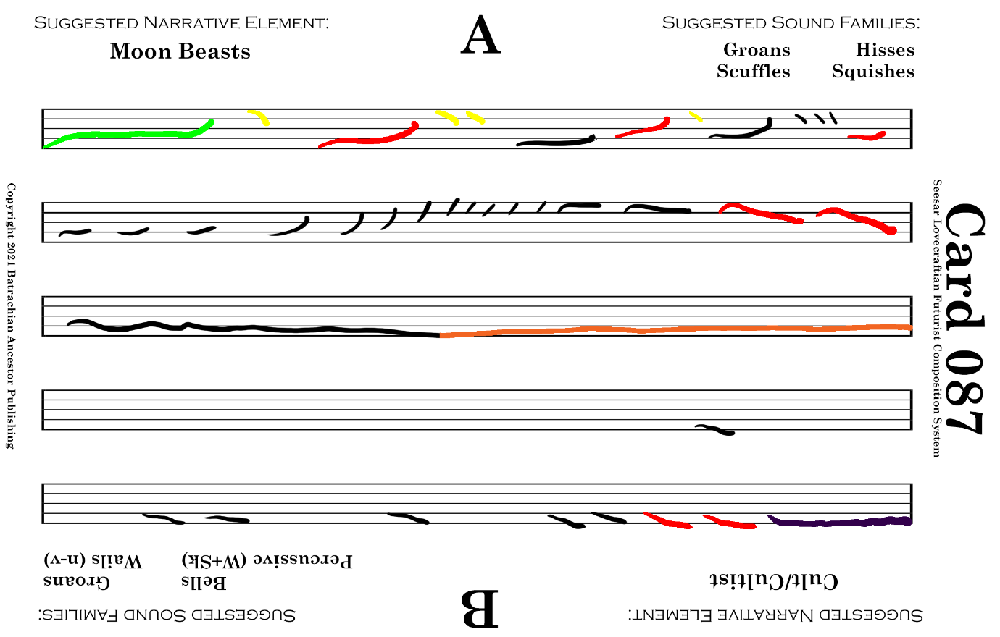 SUGGESTED NARRATIVE ELEMENT:
Moon Beasts
A
SUGGESTED SOUND FAMILIES:
Groans Hisses
Scuffles Squishes
Copyright 2021 Batrachian Ancestor Publishing
Card 087
Seesar Lovecraftian Futurist Composition System
B
SUGGESTED NARRATIVE ELEMENT:
Cult/Cultist
SUGGESTED SOUND FAMILIES:
Bells Groans
Percussive (W+Sk) Wails (n-v)